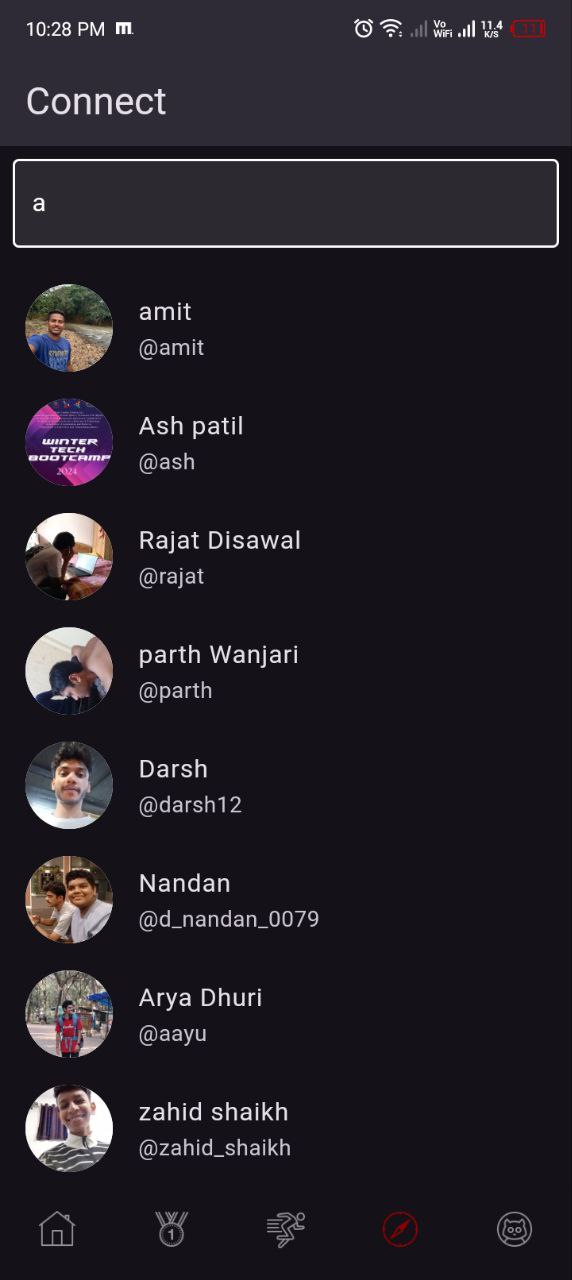 10:28 PM m.
Vo
WiFi
11.4
K/S
11
Connect
a
amit
@amit
WINTER
TECH
BOOTCAMP
2024
Ash patil
@ash
Rajat Disawal
@rajat
parth Wanjari
@parth
Darsh
@darsh12
Nandan
@d_nandan_0079
Arya Dhuri
@aayu
zahid shaikh
@zahid_shaikh
1